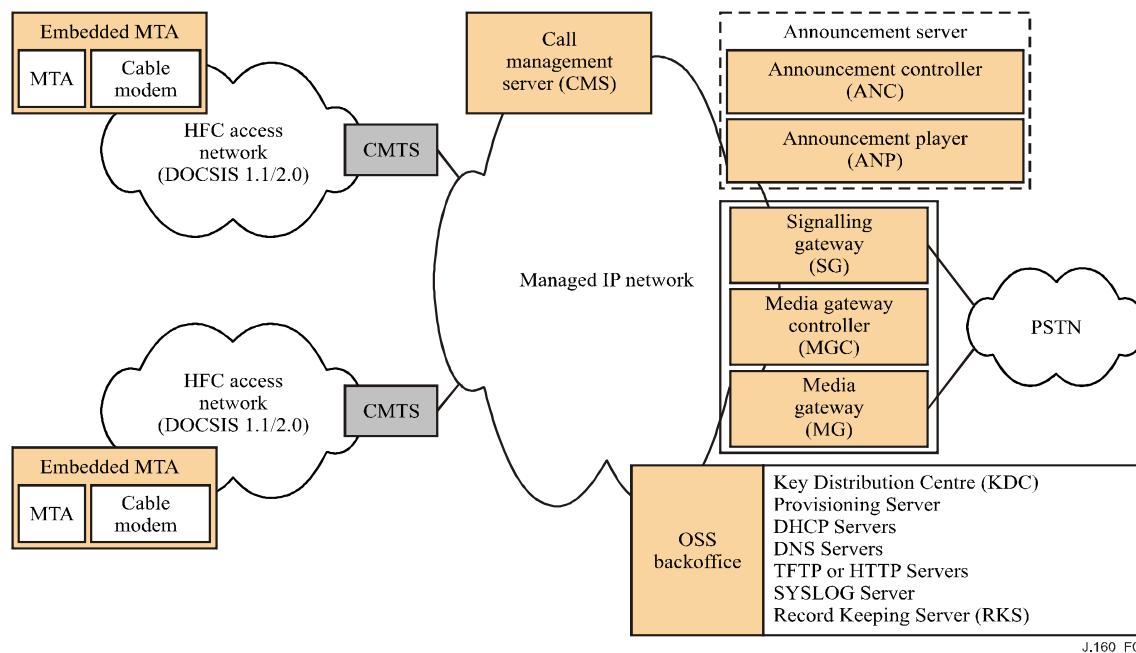 Embedded MTA
MTA
Cable
modem
HFC access
network
(DOCSIS 1.1/2.0)
CMTS
Call
management
server (CMS)
Announcement server
Announcement controller
(ANC)
Announcement player
(ANP)
Managed IP network
Signalling
gateway
(SG)
Media gateway
controller
(MGC)
Media
gateway
(MG)
PSTN
HFC access
network
(DOCSIS 1.1/2.0)
CMTS
Embedded MTA
MTA
Cable
modem
OSS
backoffice
Key Distribution Centre (KDC)
Provisioning Server
DHCP Servers
DNS Servers
TFTP or HTTP Servers
SYSLOG Server
Record Keeping Server (RKS)
J.160